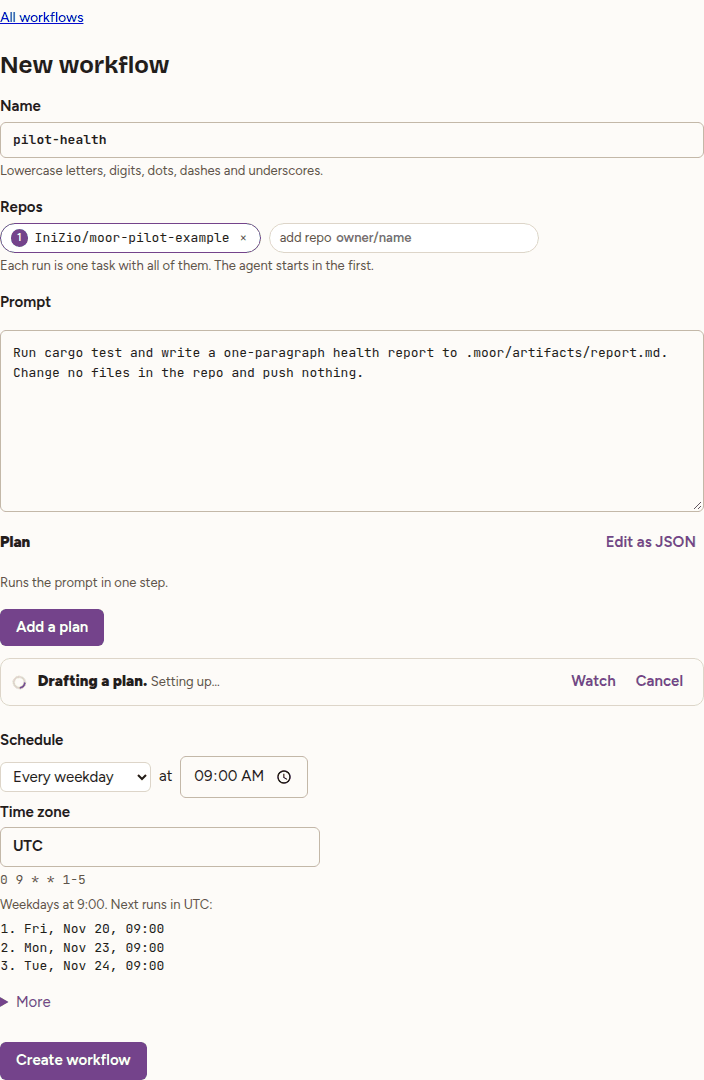 All workflows
New workflow
Name
pilot-health
Lowercase letters, digits, dots, dashes and underscores.
Repos
1 IniZio/moor-pilot-example × add repo owner/name
Each run is one task with all of them. The agent starts in the first.
Prompt
Run cargo test and write a one-paragraph health report to .moor/artifacts/report.md.
Change no files in the repo and push nothing.
Plan Edit as JSON
Runs the prompt in one step.
Add a plan
Drafting a plan. Setting up… Watch Cancel
Schedule
Every weekday at 09:00 AM
Time zone
UTC
0 9 * * 1-5
Weekdays at 9:00. Next runs in UTC:
1. Fri, Nov 20, 09:00
2. Mon, Nov 23, 09:00
3. Tue, Nov 24, 09:00
More
Create workflow